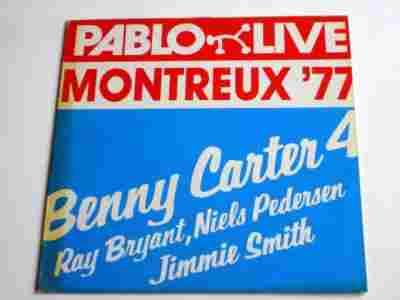 PABLO LIVE
MONTREUX '77
Benny Carter 4
Ray Bryant, Niels Pedersen
Jimmie Smith